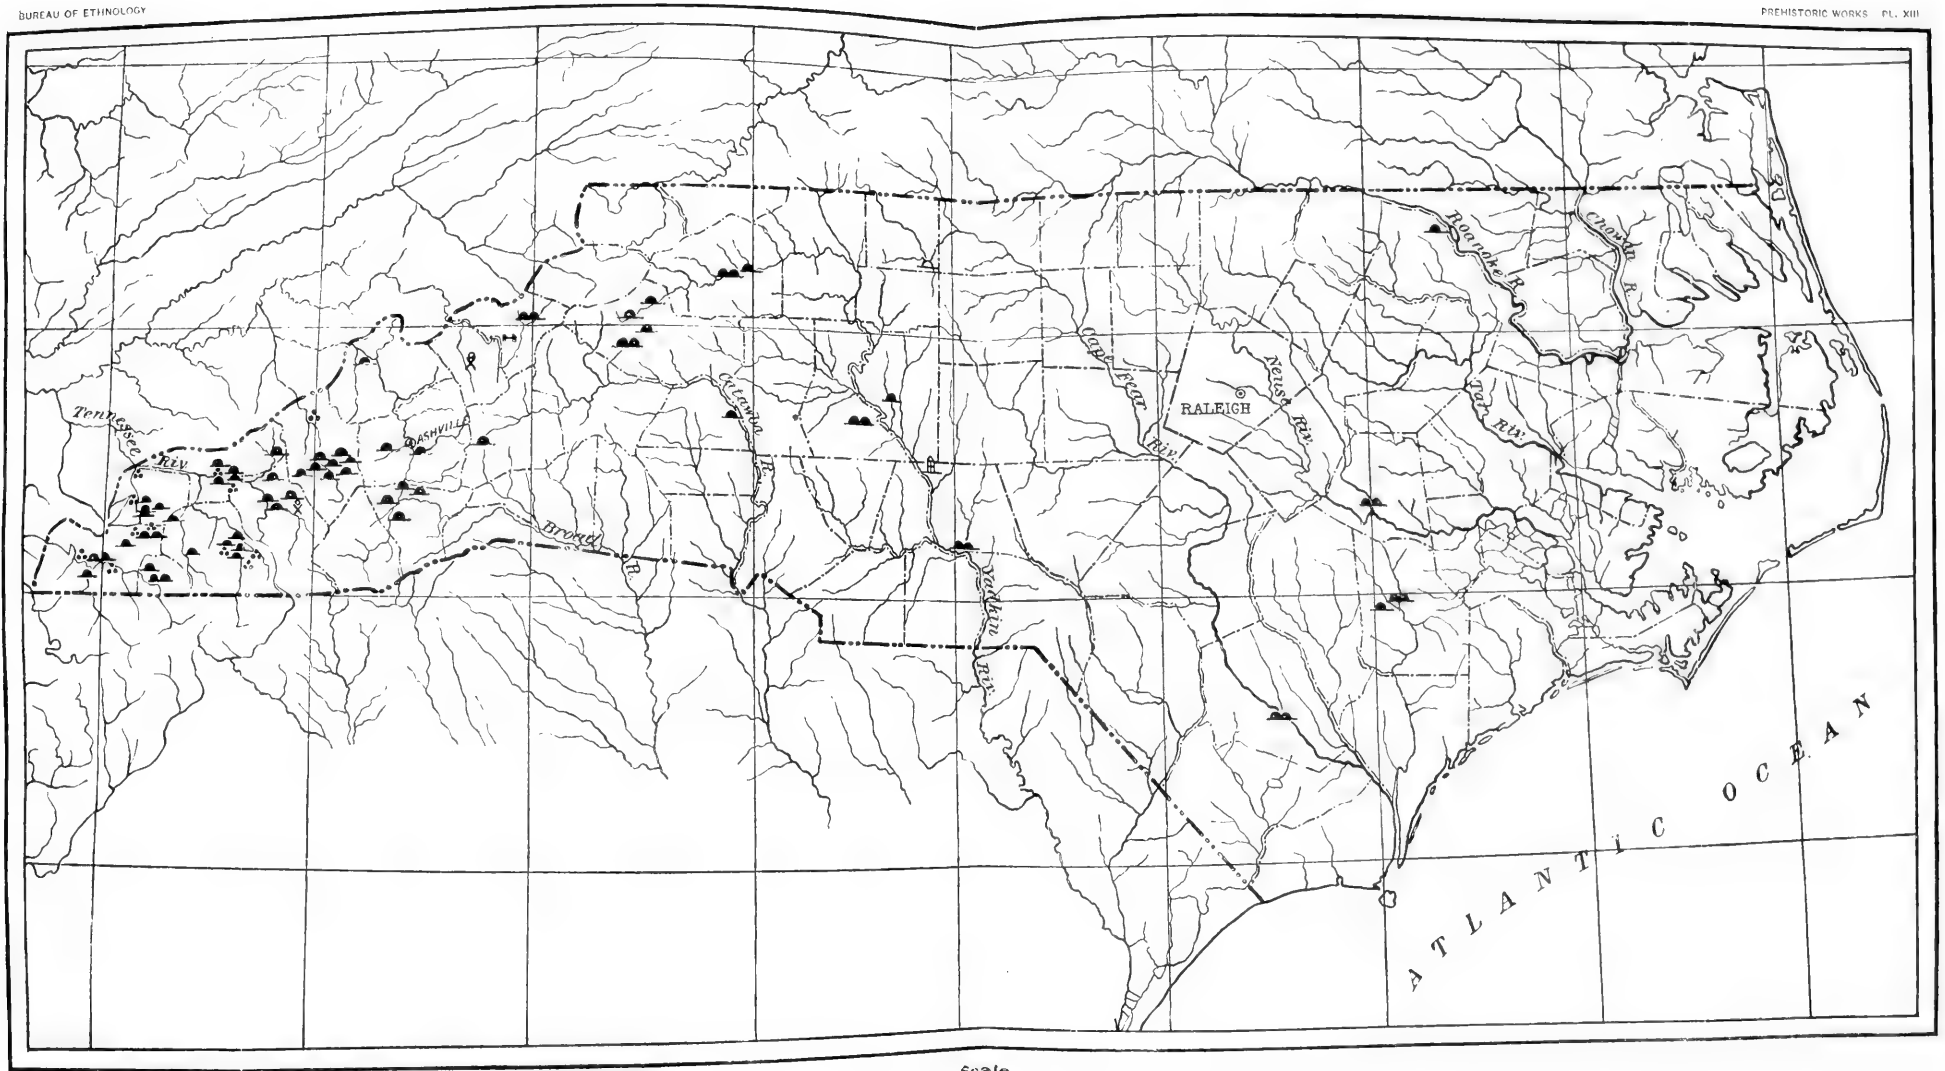 BUREAU OF ETHNOLOGY
PREHISTORIC WORKS PL. XIII
Roanoke R.
Chowan R.
Tennessee Riv
ASHVILLE
Catawba R.
Cape Fear Riv.
RALEIGH
Neuse Riv.
Tar Riv.
Broad R.
Yadkin Riv.
ATLANTIC OCEAN
Scale